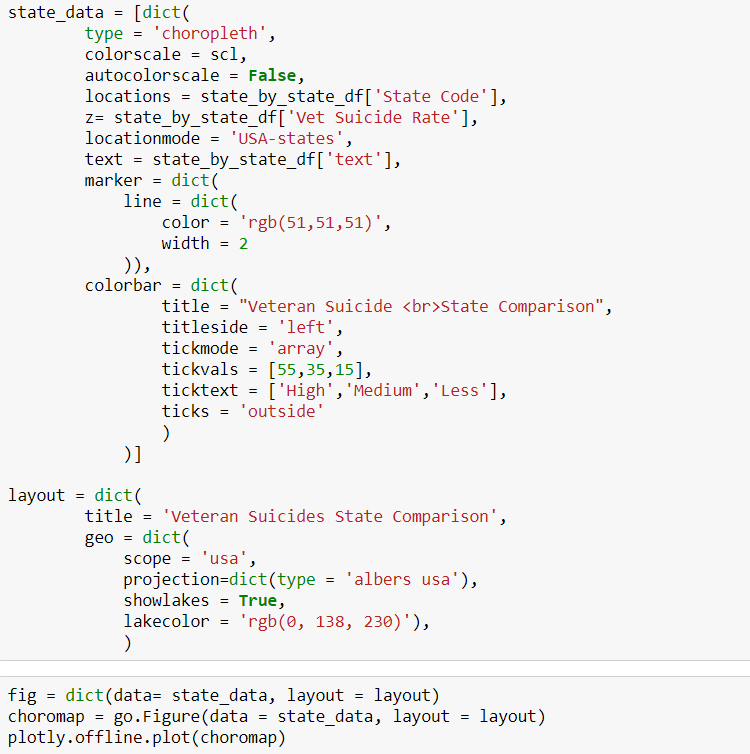 state_data = [dict(
        type = 'choropleth',
        colorscale = scl,
        autocolorscale = False,
        locations = state_by_state_df['State Code'],
        z= state_by_state_df['Vet Suicide Rate'],
        locationmode = 'USA-states',
        text = state_by_state_df['text'],
        marker = dict(
            line = dict(
                color = 'rgb(51,51,51)',
                width = 2
            )),
        colorbar = dict(
                title = "Veteran Suicide <br>State Comparison",
                titleside = 'left',
                tickmode = 'array',
                tickvals = [55,35,15],
                ticktext = ['High','Medium','Less'],
                ticks = 'outside'
                )
            )]
layout = dict(
        title = 'Veteran Suicides State Comparison',
        geo = dict(
            scope = 'usa',
            projection=dict(type = 'albers usa'),
            showlakes = True,
            lakecolor = 'rgb(0, 138, 230)'),
            )
fig = dict(data= state_data, layout = layout)
choromap = go.Figure(data = state_data, layout = layout)
plotly.offline.plot(choromap)